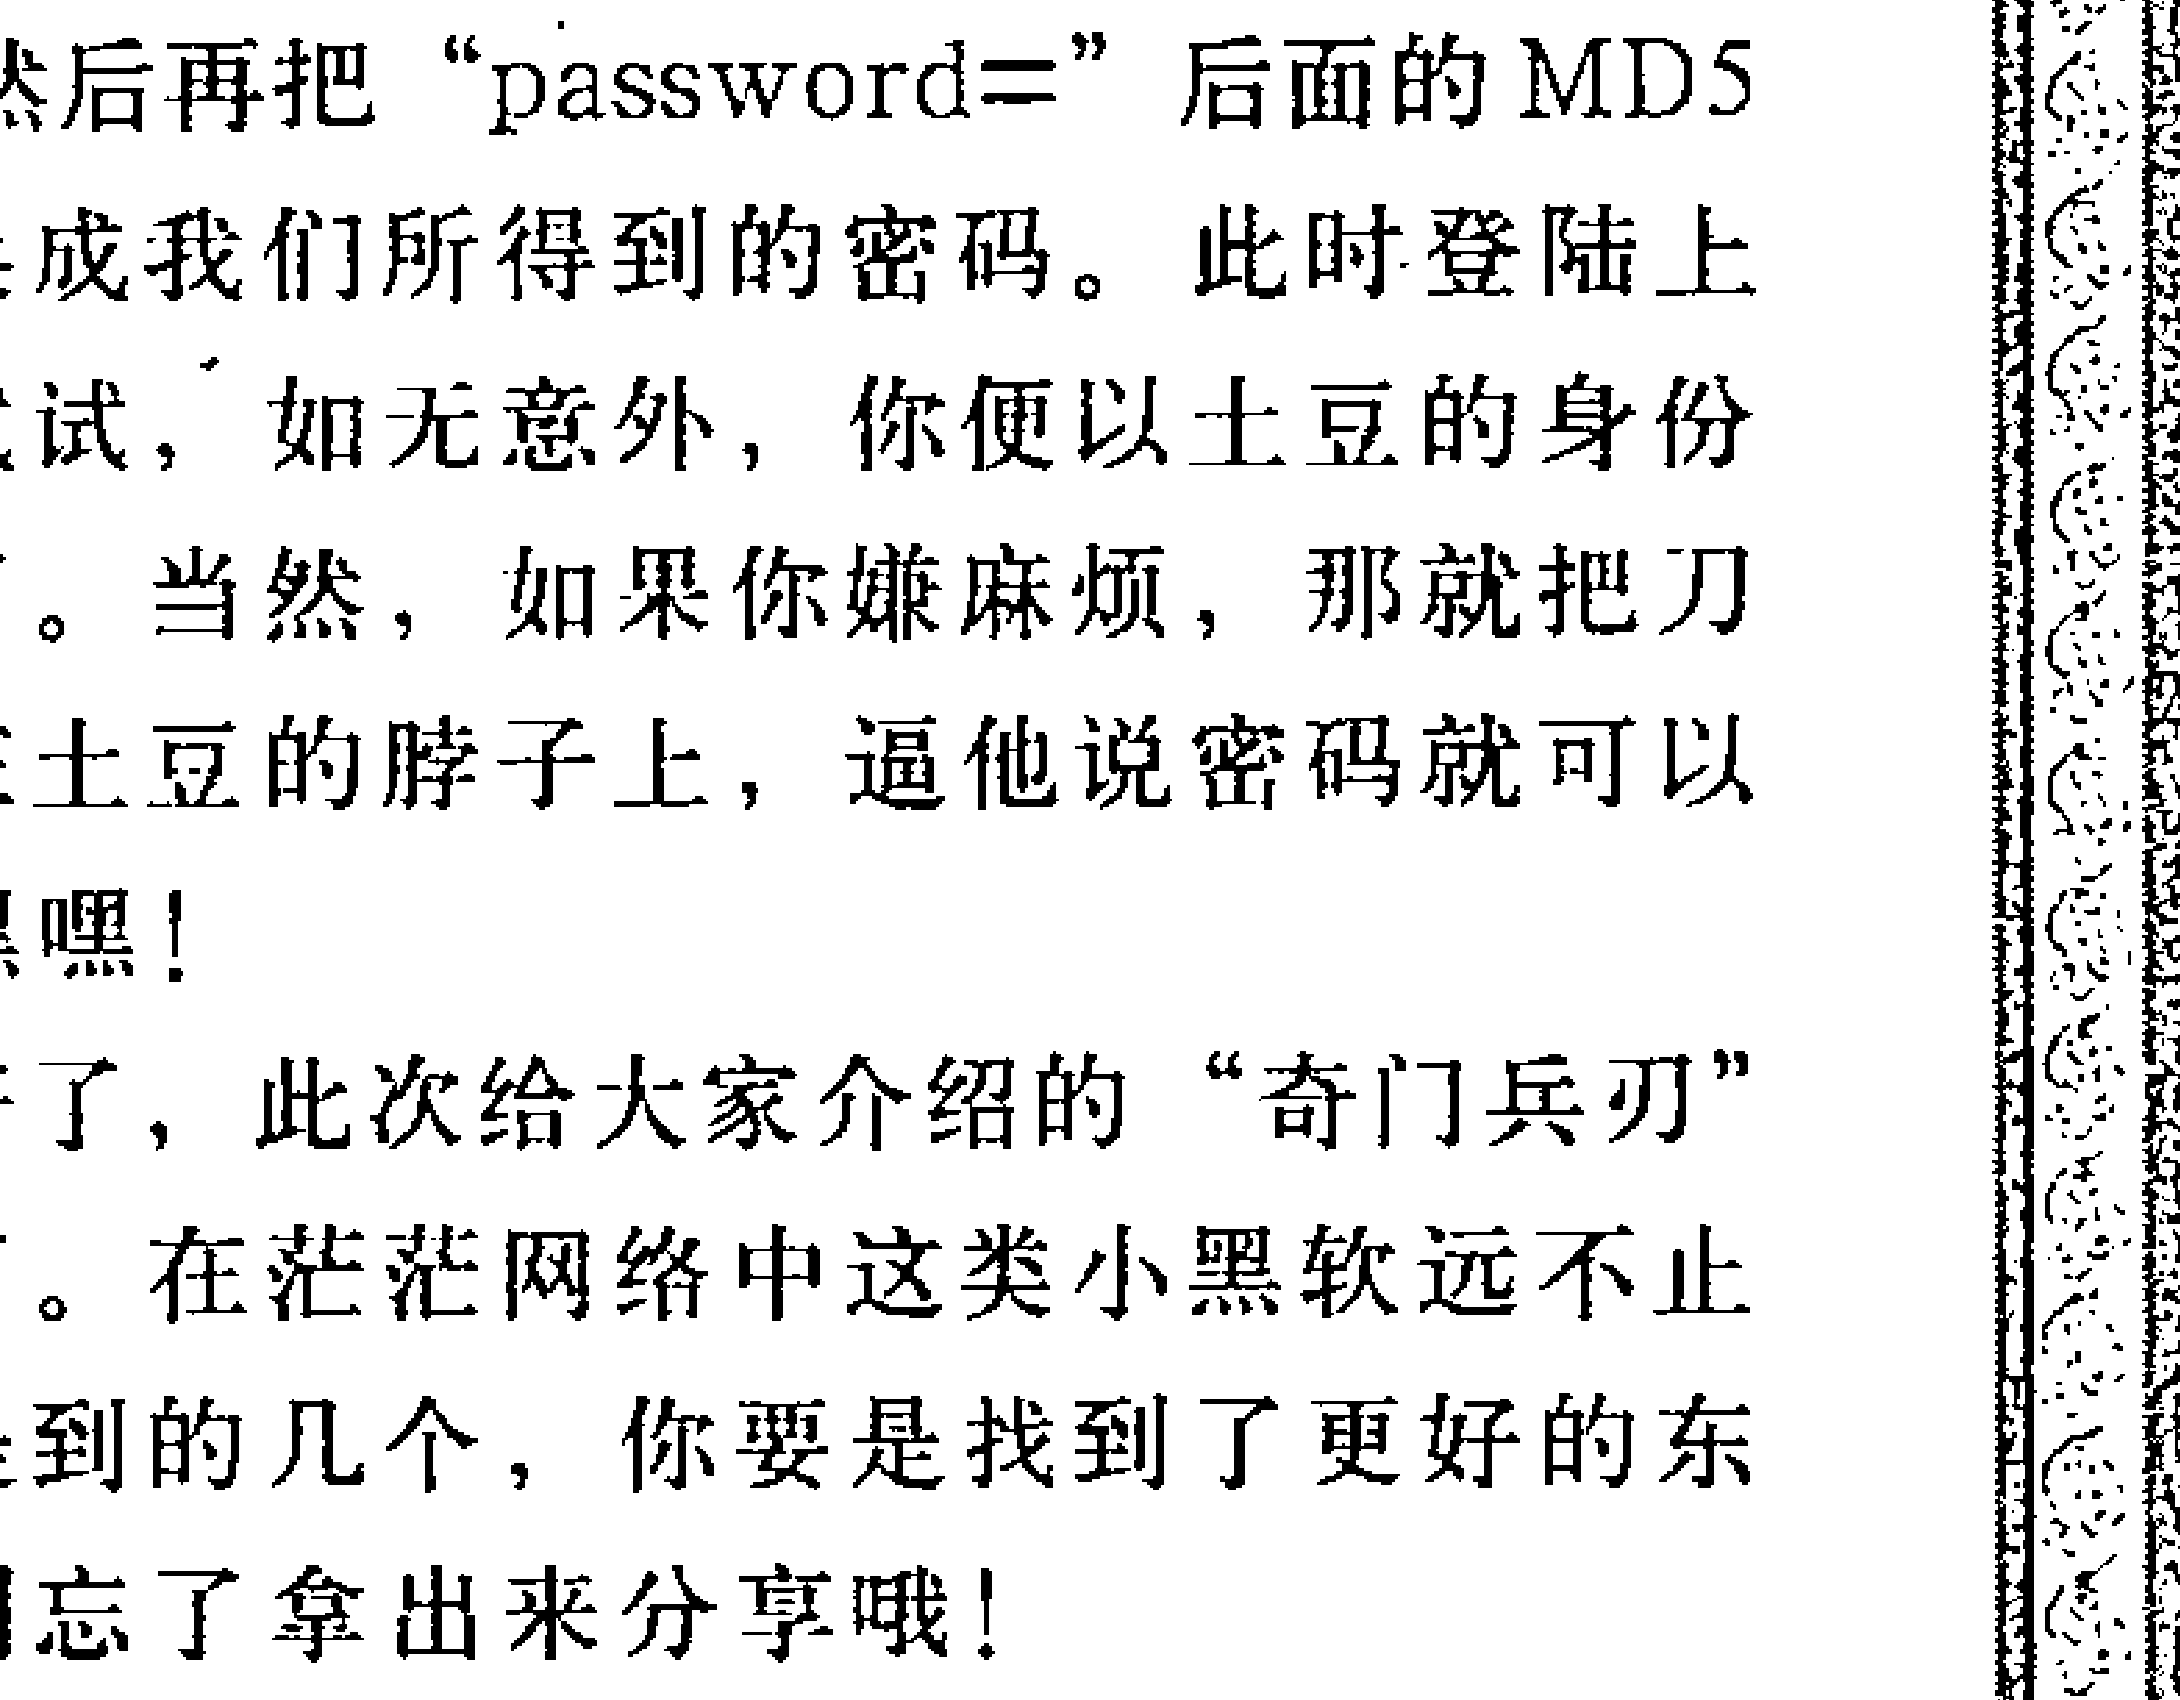 然后再把“password=”后面的MD5
成我们所得到的密码。此时登陆上
试，如无意外，你便以土豆的身份
。当然，如果你嫌麻烦，那就把刀
土豆的脖子上，逼他说密码就可以
嘿嘿！
了，此次给大家介绍的“奇门兵刃”
。在茫茫网络中这类小黑软远不止
到的几个，你要是找到了更好的东
忘了拿出来分享哦！